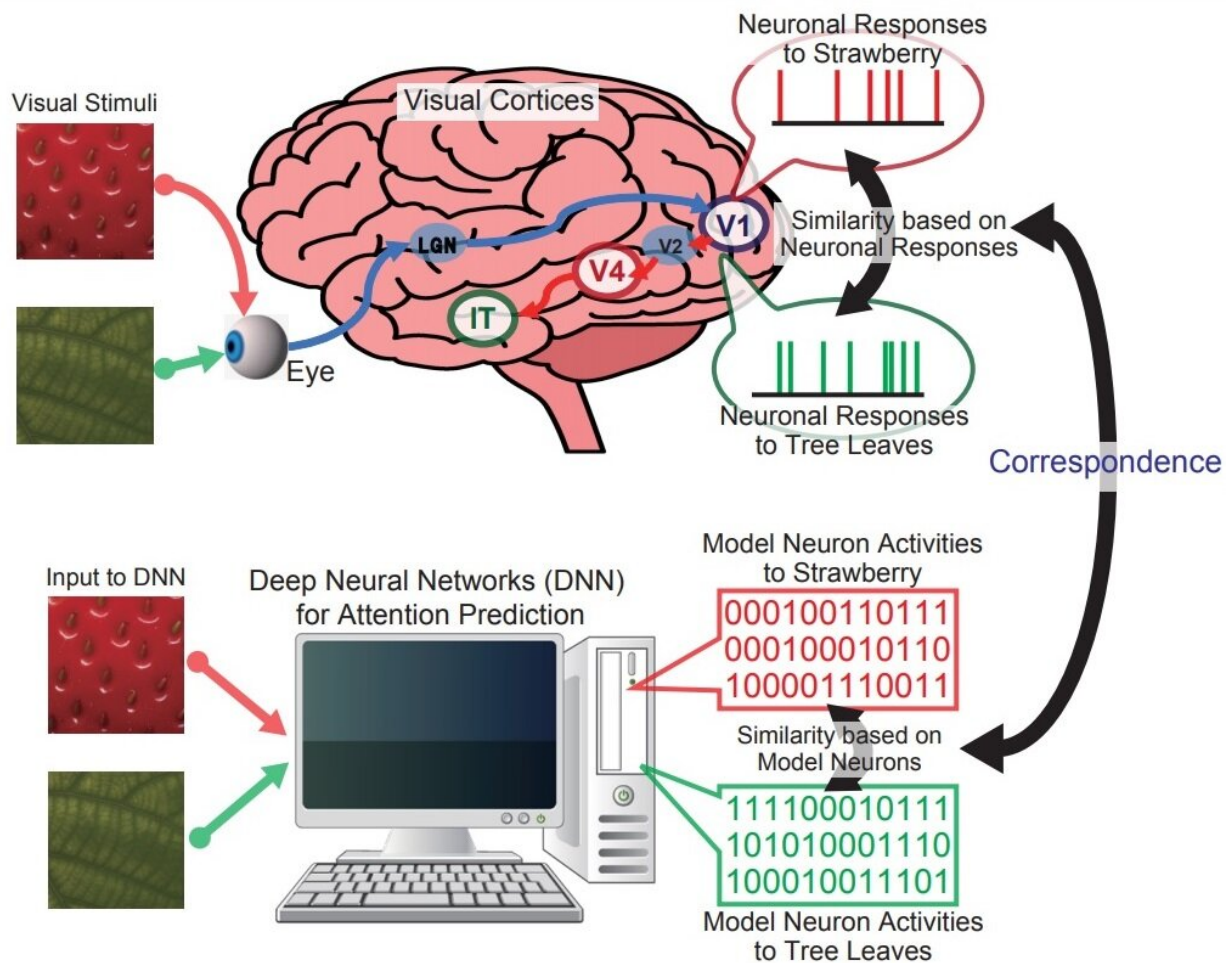 Neuronal Responses
to Strawberry
Visual Stimuli
Visual Cortices
LGN
V1
V2
V4
IT
Similarity based on
Neuronal Responses
Eye
Neuronal Responses
to Tree Leaves
Correspondence
Input to DNN
Deep Neural Networks (DNN)
for Attention Prediction
Model Neuron Activities
to Strawberry
000100110111
000100010110
100001110011
Similarity based on
Model Neurons
111100010111
101010001110
100010011101
Model Neuron Activities
to Tree Leaves